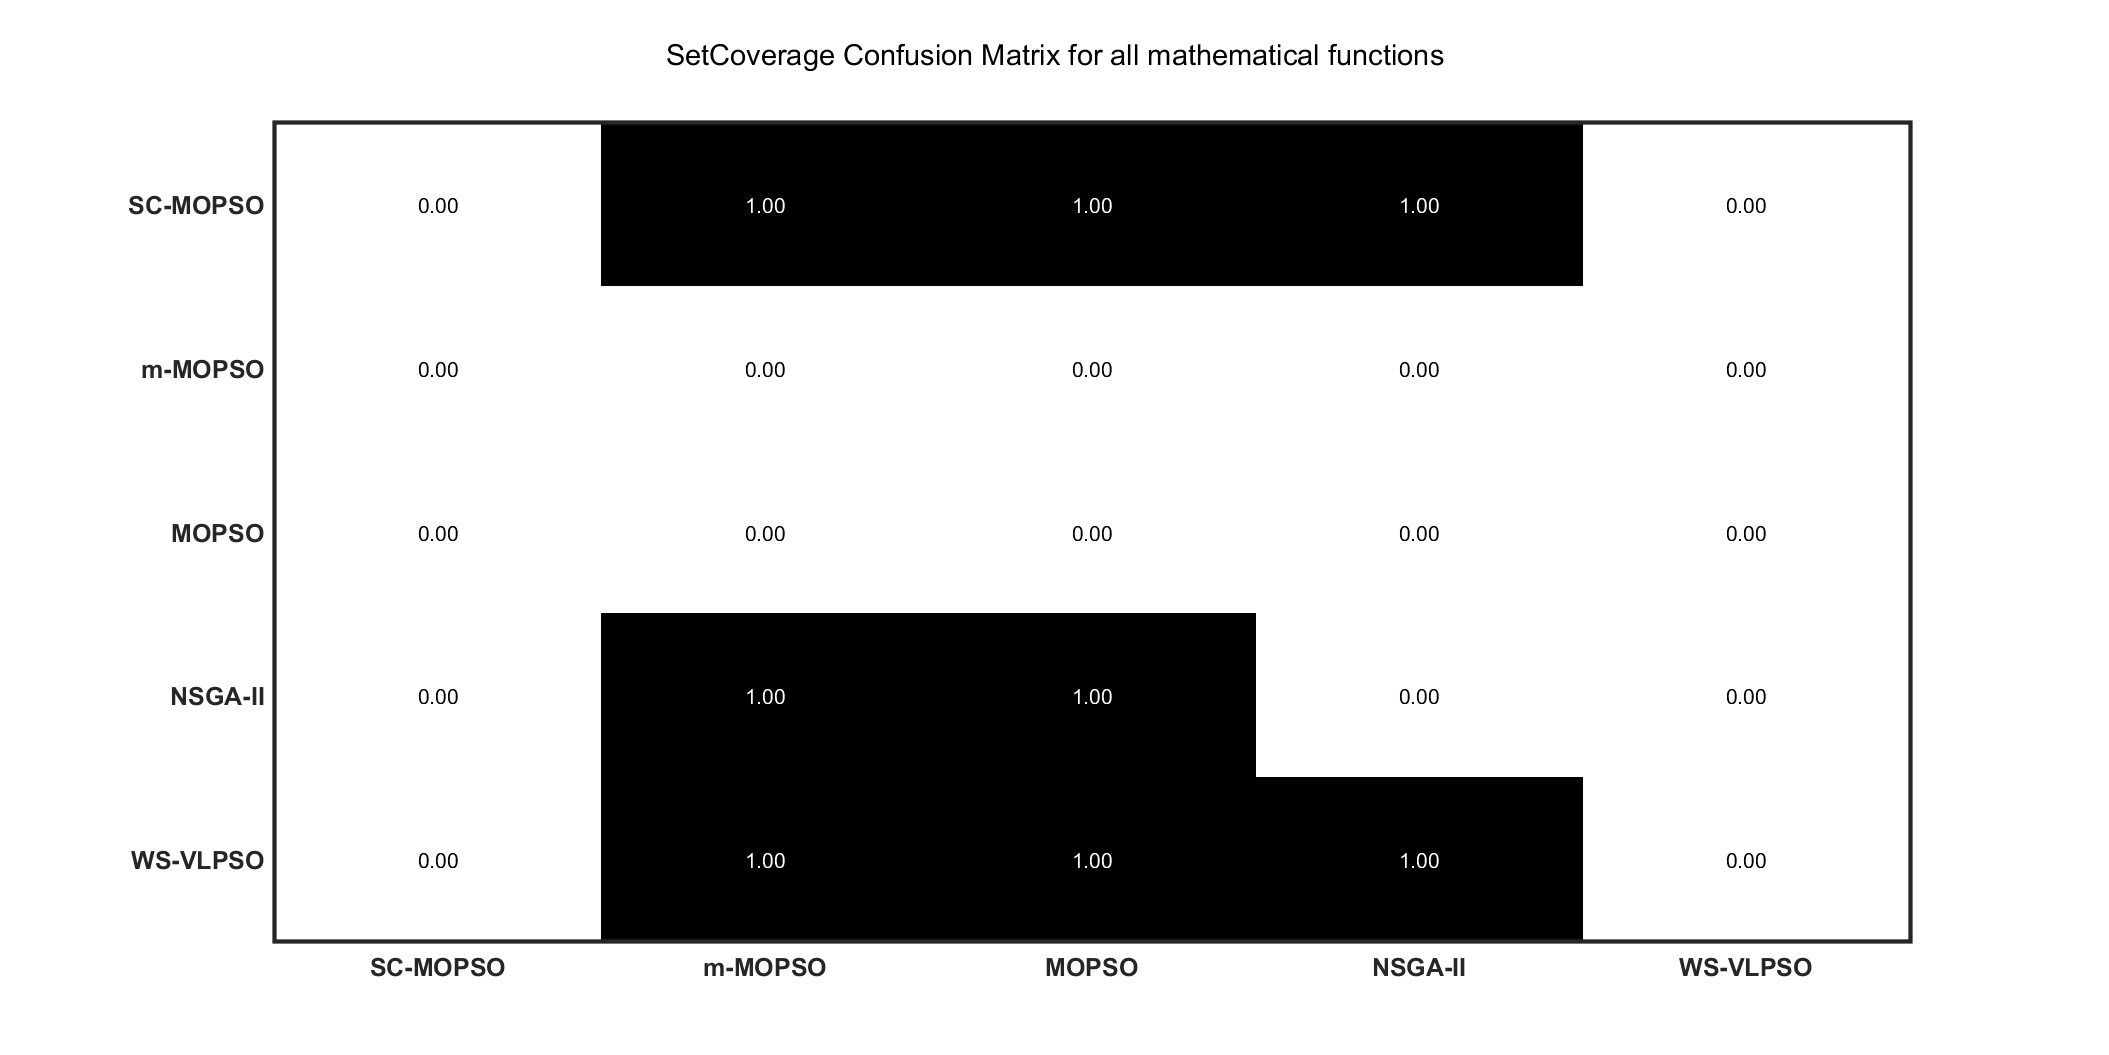 SetCoverage Confusion Matrix for all mathematical functions
SC-MOPSO 0.00 1.00 1.00 1.00 0.00
m-MOPSO 0.00 0.00 0.00 0.00 0.00
MOPSO 0.00 0.00 0.00 0.00 0.00
NSGA-II 0.00 1.00 1.00 0.00 0.00
WS-VLPSO 0.00 1.00 1.00 1.00 0.00
SC-MOPSO m-MOPSO MOPSO NSGA-II WS-VLPSO